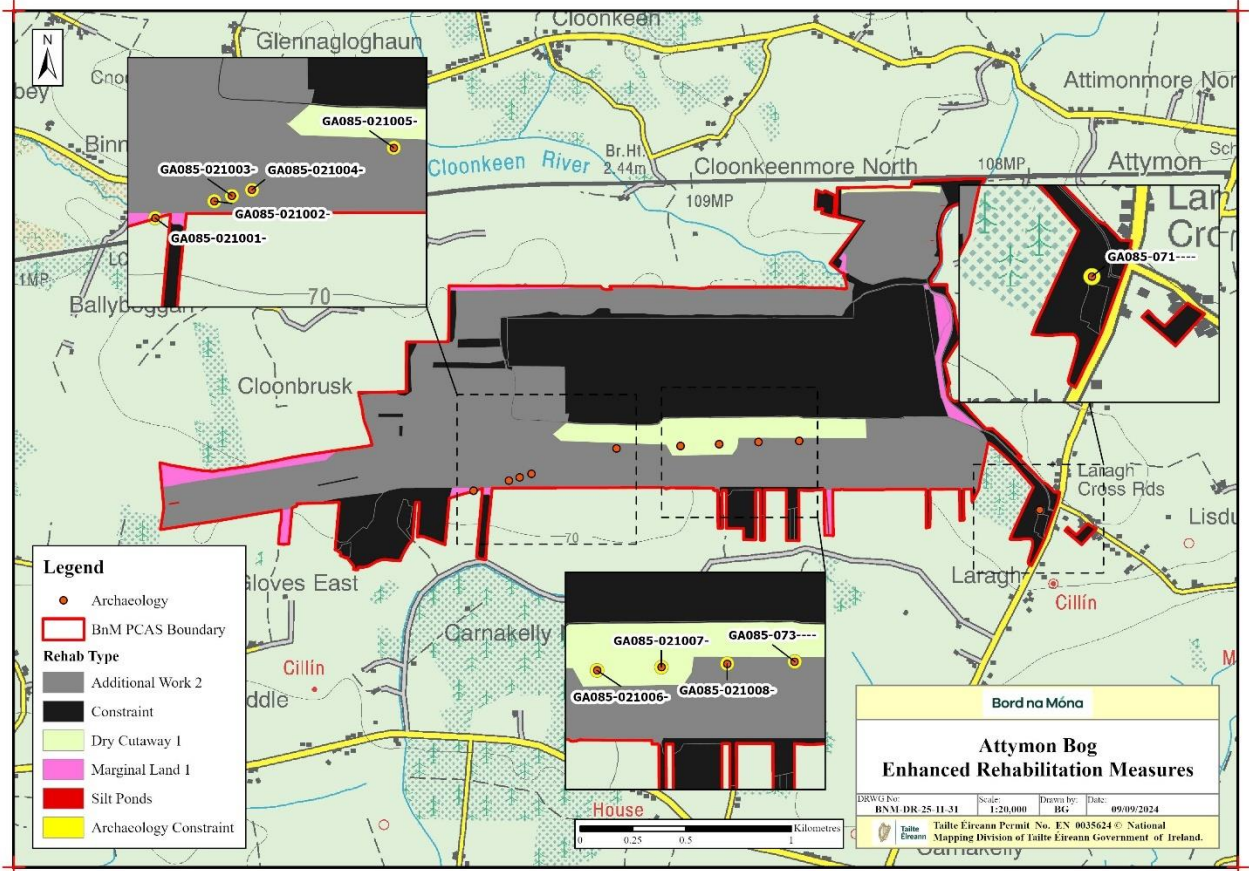 N
Cloonkeen
Glennagloghaun
Attimonmore Nor
Cloonkeen River
Br.Ht.
2.44m
Cloonkeenmore North
108MP
109MP
Attymon
GA085-021005-
GA085-021003-
GA085-021004-
GA085-021002-
GA085-021001-
70
GA085-071----
Ballyboggan
Cloonbrusk
Laragh
Cross Rds
Laragh
Cillín
70
Gloves East
Cillín
GA085-021007-
GA085-073----
GA085-021006-
GA085-021008-
House
Legend
Archaeology
BnM PCAS Boundary
Rehab Type
Additional Work 2
Constraint
Dry Cutaway 1
Marginal Land 1
Silt Ponds
Archaeology Constraint
Kilometres
0 0.25 0.5 1
Bord na Móna
Attymon Bog
Enhanced Rehabilitation Measures
DRWG No: Scale: Drawn by: Date:
BNM-DR-25-11-31 1:20,000 BG 09/09/2024
Tailte
Éireann
Tailte Éireann Permit No. EN 0035624 © National
Mapping Division of Tailte Éireann Government of Ireland.